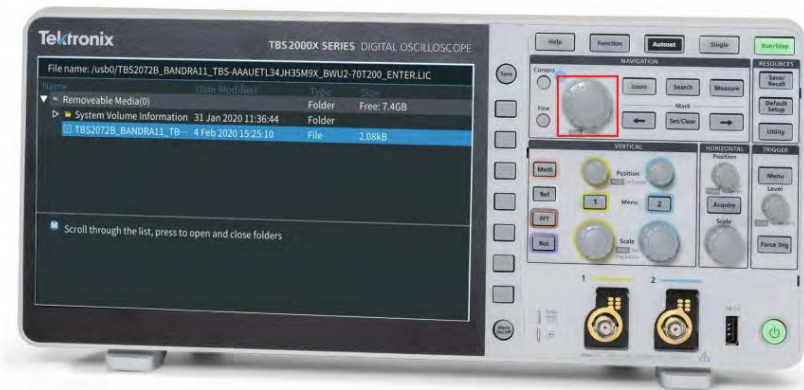 Tektronix
TBS2000X SERIES DIGITAL OSCILLOSCOPE
File name: /usb0/TBS2072B_BANDRA11_TBS-AAAUETL34JH35M9X_BWU2-70T200_ENTER.LIC
Name Date Modified Type Size
Removeable Media(0) Folder Free: 7.4GB
System Volume Information 31 Jan 2020 11:36:44 Folder
TBS2072B_BANDRA11_TB··· 4 Feb 2020 15:25:10 File 2.08kB
M Scroll through the list, press to open and close folders
Help Function Autoset Single Run/Stop
NAVIGATION RESOURCES
Save Cursors Zoom Search Measure Save/Recall
Fine Mark Default Setup
Set/Clear Utility
VERTICAL HORIZONTAL TRIGGER
Math Position Position Menu
Ref 1 Menu 2 Acquire Level
FFT Scale Scale
Bus Force Trig
1 2
Menu On/Off